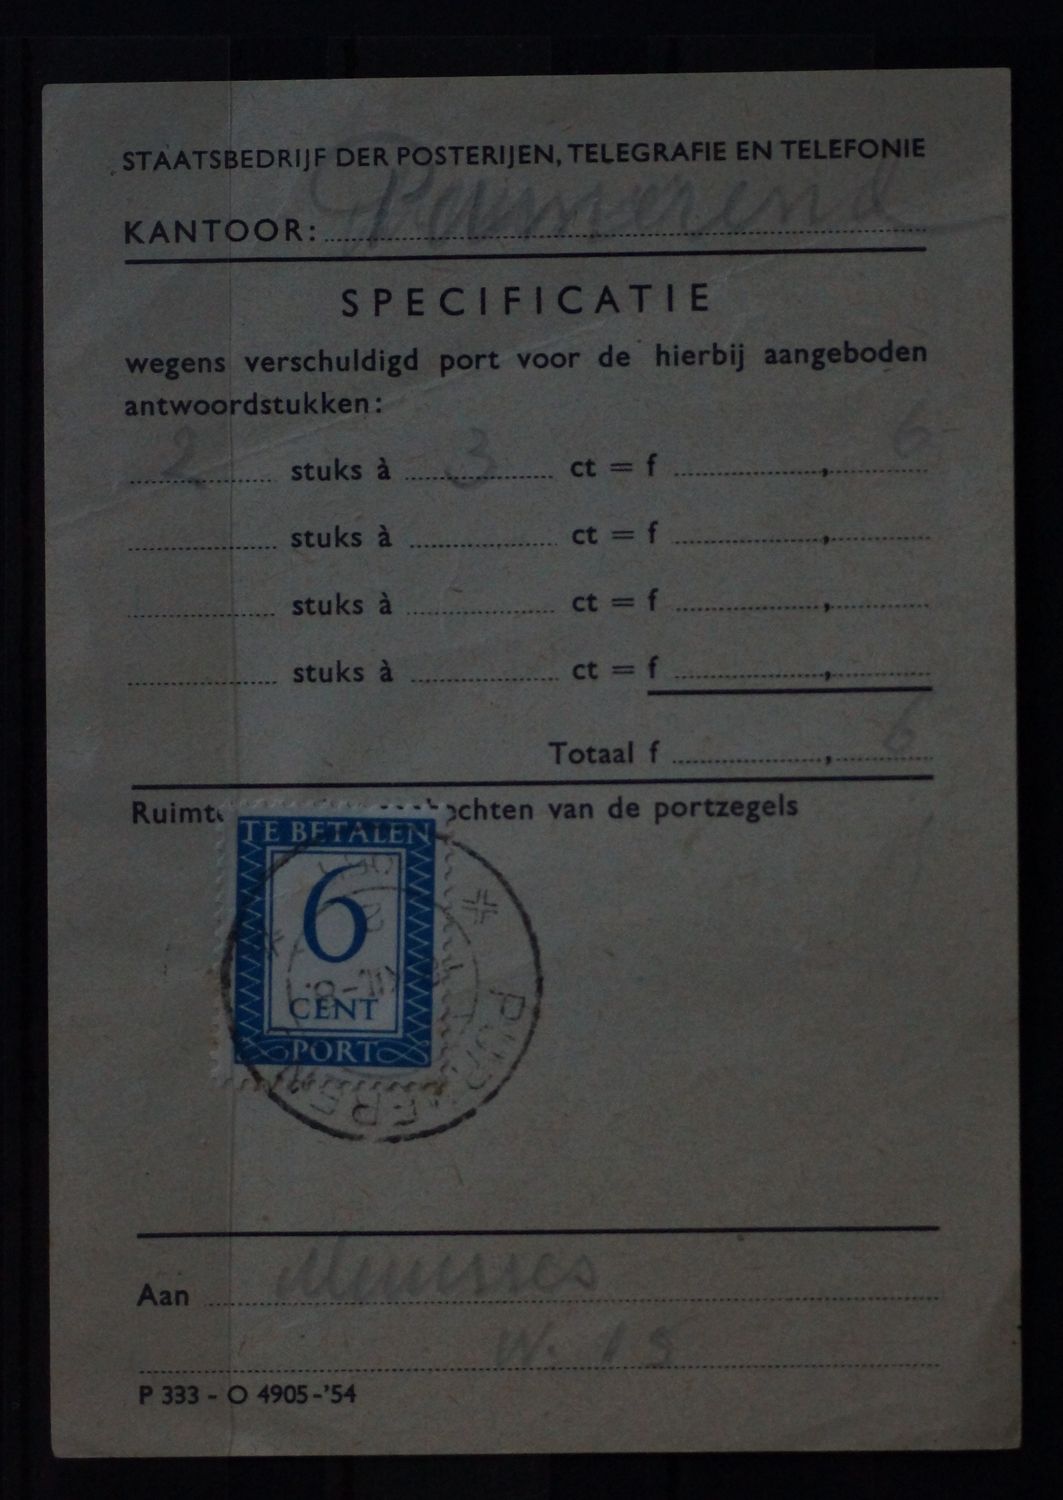 STAATSBEDRIJF DER POSTERIJEN, TELEGRAFIE EN TELEFONIE
KANTOOR: Purmerend
SPECIFICATIE
wegens verschuldigd port voor de hierbij aangeboden
antwoordstukken:
2 stuks à 3 ct = f , 6
stuks à ct = f ,
stuks à ct = f ,
stuks à ct = f ,
Totaal f , 6
van de portzegels
TE BETALEN
6
CENT
PORT
Aan
W. 15
P 333 - O 4905 -'54